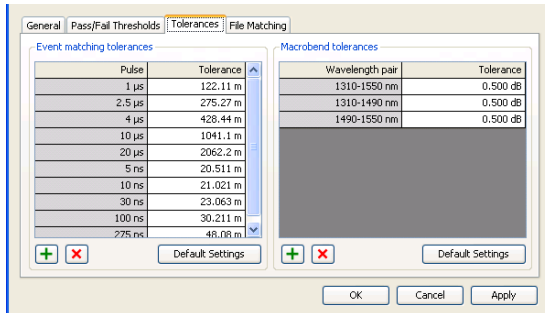 General Pass/Fail Thresholds Tolerances File Matching
Event matching tolerances
Pulse Tolerance
1 µs 122.11 m
2.5 µs 275.27 m
4 µs 428.44 m
10 µs 1041.1 m
20 µs 2062.2 m
5 ns 20.511 m
10 ns 21.021 m
30 ns 23.063 m
100 ns 30.211 m
275 ns 48.08 m
Default Settings
Macrobend tolerances
Wavelength pair Tolerance
1310-1550 nm 0.500 dB
1310-1490 nm 0.500 dB
1490-1550 nm 0.500 dB
Default Settings
OK Cancel Apply